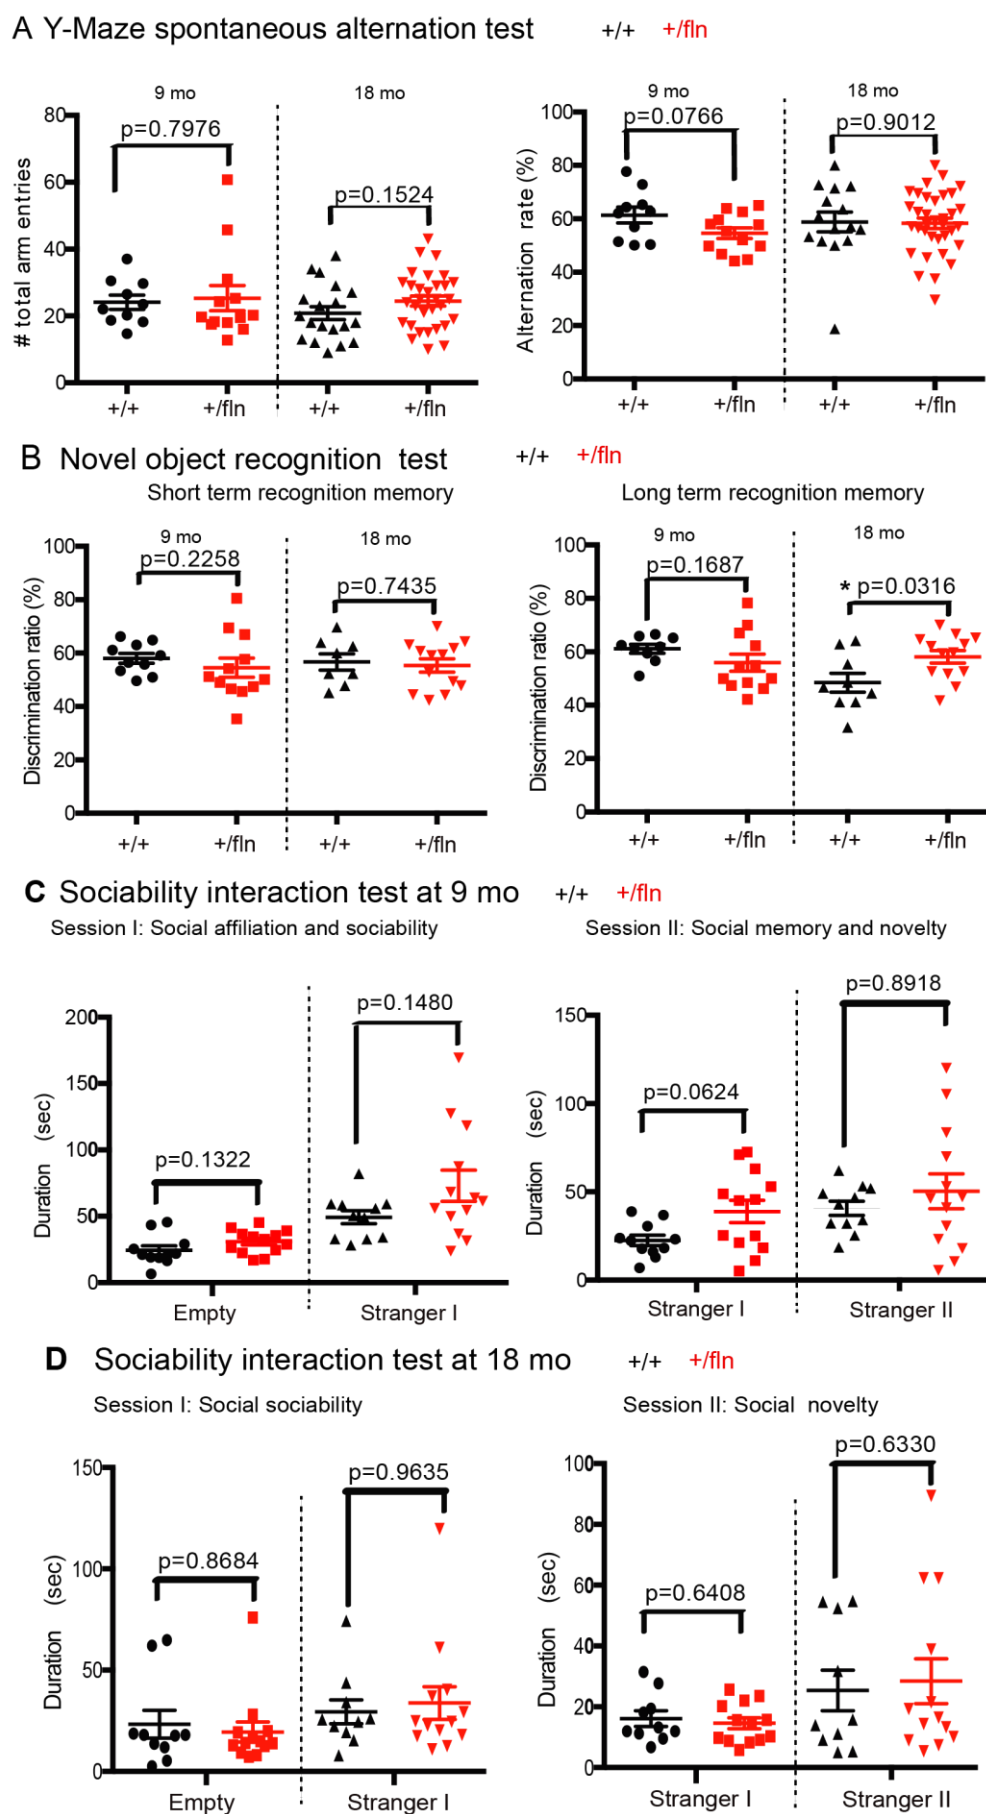 A Y-Maze spontaneous alternation test +/+ +/fln
9 mo 18 mo
p=0.7976
p=0.1524
# total arm entries
80
60
40
20
0
+/+ +/fln +/+ +/fln
9 mo 18 mo
p=0.0766 p=0.9012
Alternation rate (%)
100
80
60
40
20
0
+/+ +/fln +/+ +/fln
B Novel object recognition test +/+ +/fln
Short term recognition memory
9 mo 18 mo
p=0.2258 p=0.7435
Discrimination ratio (%)
100
80
60
40
20
0
+/+ +/fln +/+ +/fln
Long term recognition memory
9 mo 18 mo
p=0.1687 * p=0.0316
Discrimination ratio (%)
100
80
60
40
20
0
+/+ +/fln +/+ +/fln
C Sociability interaction test at 9 mo +/+ +/fln
Session I: Social affiliation and sociability
p=0.1480
p=0.1322
Duration (sec)
200
150
100
50
0
Empty Stranger I
Session II: Social memory and novelty
p=0.8918
p=0.0624
Duration (sec)
150
100
50
0
Stranger I Stranger II
D Sociability interaction test at 18 mo +/+ +/fln
Session I: Social sociability
p=0.9635
p=0.8684
Duration (sec)
150
100
50
0
Empty Stranger I
Session II: Social novelty
p=0.6330
p=0.6408
Duration (sec)
100
80
60
40
20
0
Stranger I Stranger II